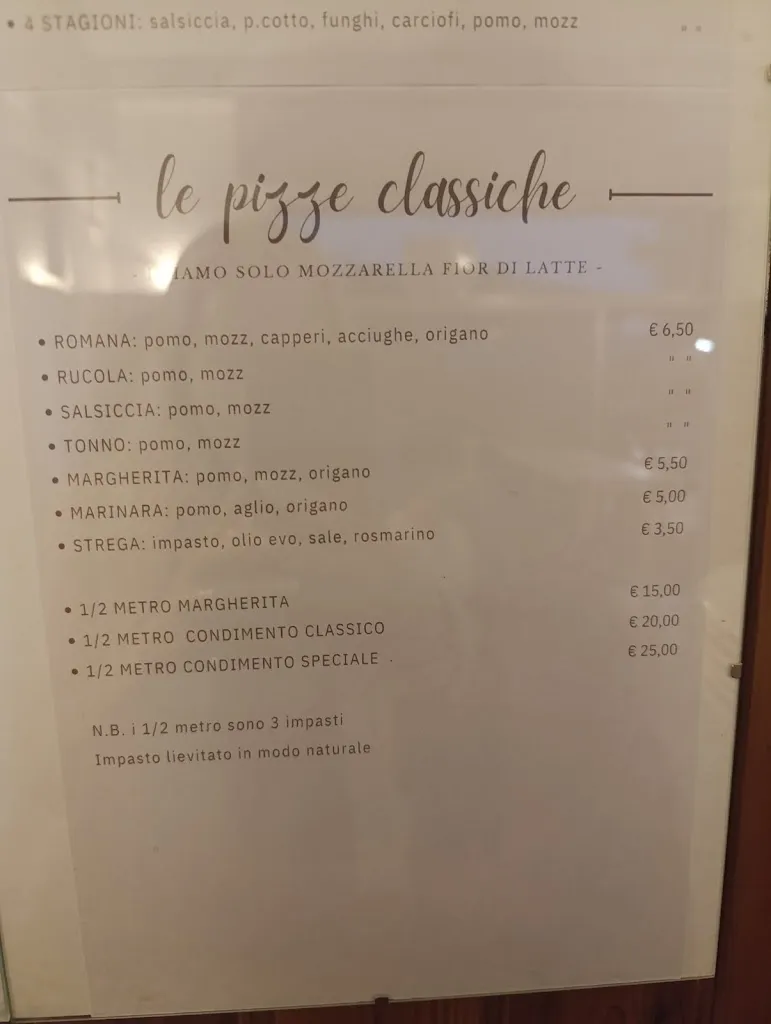 • 4 STAGIONI: salsiccia, p.cotto, funghi, carciofi, pomo, mozz " "
le pizze classiche
- SOLO MOZZARELLA FIOR DI LATTE -
• ROMANA: pomo, mozz, capperi, acciughe, origano € 6,50
• RUCOLA: pomo, mozz " "
• SALSICCIA: pomo, mozz " "
• TONNO: pomo, mozz " "
• MARGHERITA: pomo, mozz, origano € 5,50
• MARINARA: pomo, aglio, origano € 5,00
• STREGA: impasto, olio evo, sale, rosmarino € 3,50
• 1/2 METRO MARGHERITA € 15,00
• 1/2 METRO CONDIMENTO CLASSICO € 20,00
• 1/2 METRO CONDIMENTO SPECIALE . € 25,00
N.B. i 1/2 metro sono 3 impasti
Impasto lievitato in modo naturale